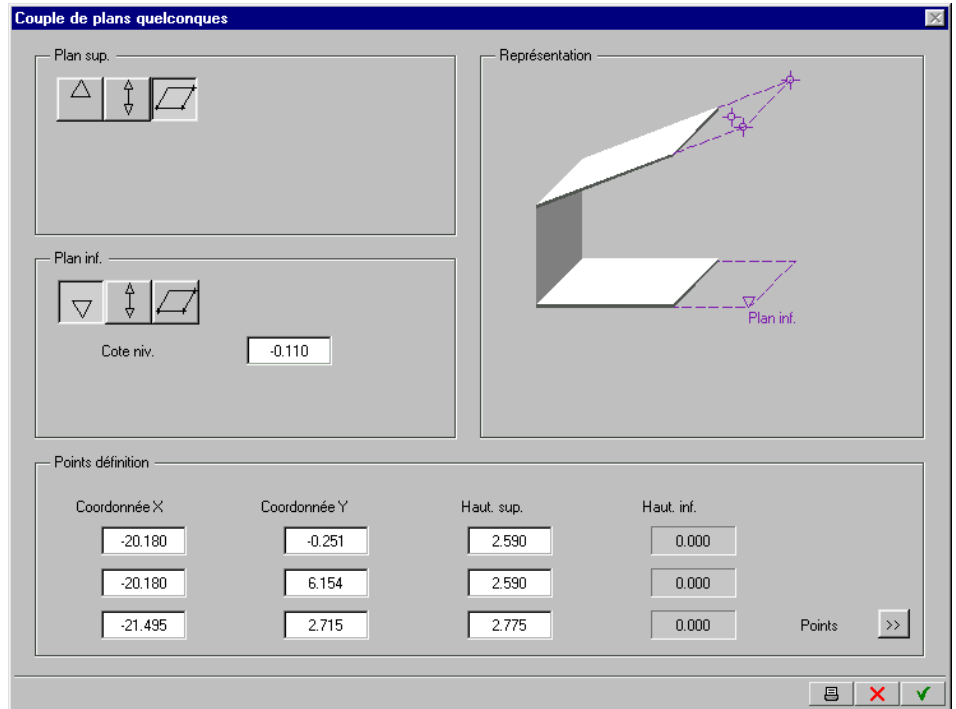 Couple de plans quelconques
Plan sup.
Représentation
Plan inf.
Plan inf.
Cote niv.
-0.110
Points définition
Coordonnée X Coordonnée Y Haut. sup. Haut. inf.
-20.180 -0.251 2.590 0.000
-20.180 6.154 2.590 0.000
-21.495 2.715 2.775 0.000 Points >>